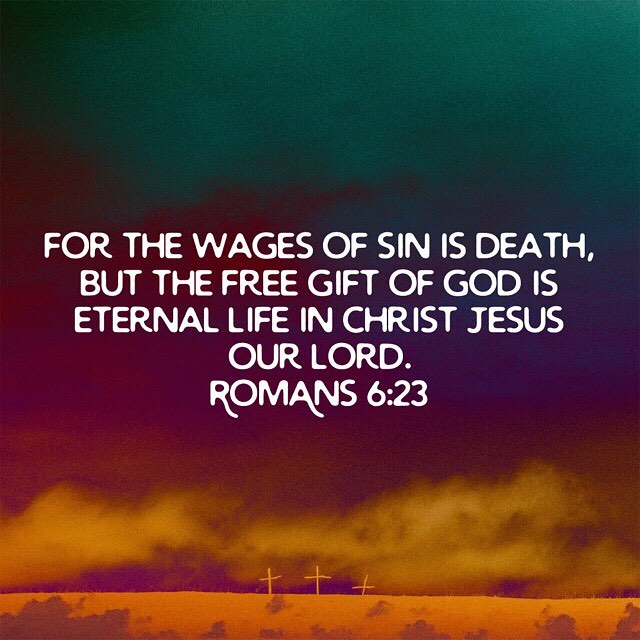 FOR THE WAGES OF SIN IS DEATH,
BUT THE FREE GIFT OF GOD IS
ETERNAL LIFE IN CHRIST JESUS
OUR LORD.
ROMANS 6:23